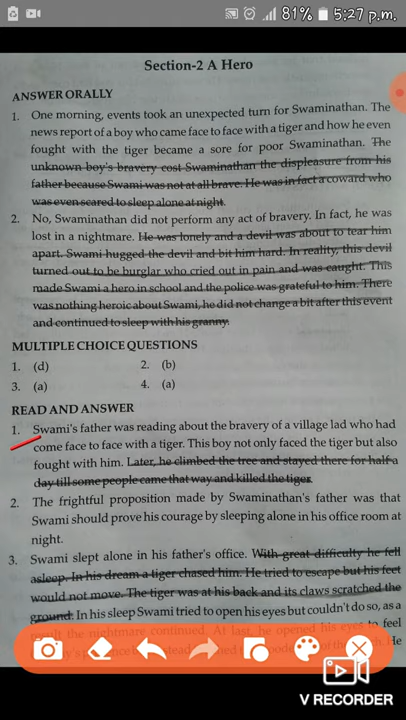 81% 5:27 p.m.
Section-2 A Hero
ANSWER ORALLY
1. One morning, events took an unexpected turn for Swaminathan. The
news report of a boy who came face to face with a tiger and how he even
fought with the tiger became a sore for poor Swaminathan. The
unknown boy's bravery cost Swaminathan the displeasure from his
father because Swami was not at all brave. He was in fact a coward who
was even scared to sleep alone at night.
2. No, Swaminathan did not perform any act of bravery. In fact, he was
lost in a nightmare. He was lonely and a devil was about to tear him
apart. Swami hugged the devil and bit him hard. In reality, this devil
turned out to be burglar who cried out in pain and was caught. This
made Swami a hero in school and the police was grateful to him. There
was nothing heroic about Swami, he did not change a bit after this event
and continued to sleep with his granny.
MULTIPLE CHOICE QUESTIONS
1. (d) 2. (b)
3. (a) 4. (a)
READ AND ANSWER
1. Swami's father was reading about the bravery of a village lad who had
come face to face with a tiger. This boy not only faced the tiger but also
fought with him. Later, he climbed the tree and stayed there for half a
day till some people came that way and killed the tiger.
2. The frightful proposition made by Swaminathan's father was that
Swami should prove his courage by sleeping alone in his office room at
night.
3. Swami slept alone in his father's office. With great difficulty he fell
asleep. In his dream a tiger chased him. He tried to escape but his feet
would not move. The tiger was at his back and its claws scratched the
ground. In his sleep Swami tried to open his eyes but couldn't do so, as a
result the nightmare continued. At last, he opened his eyes to feel
He
V RECORDER